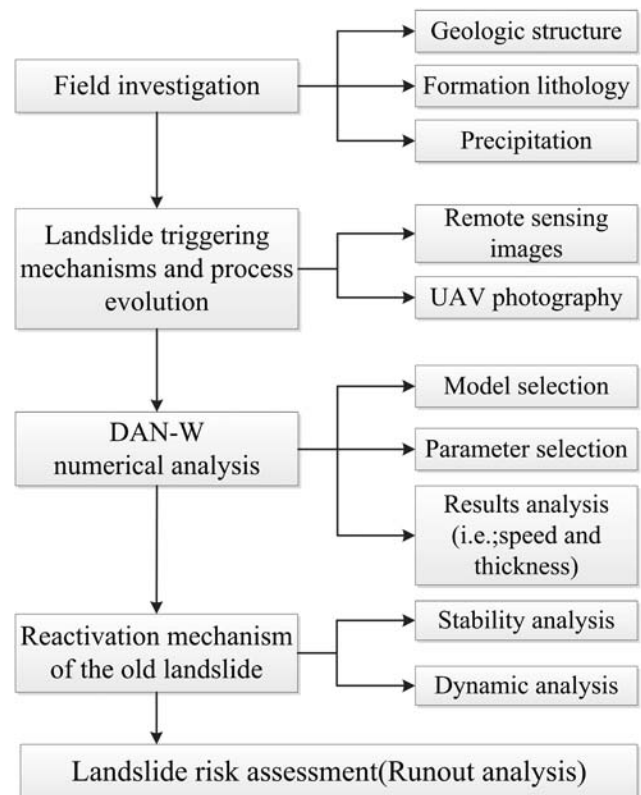 Field investigation
Geologic structure
Formation lithology
Precipitation
Landslide triggering
mechanisms and process
evolution
Remote sensing
images
UAV photography
DAN-W
numerical analysis
Model selection
Parameter selection
Results analysis
(i.e.;speed and
thickness)
Reactivation mechanism
of the old landslide
Stability analysis
Dynamic analysis
Landslide risk assessment(Runout analysis)